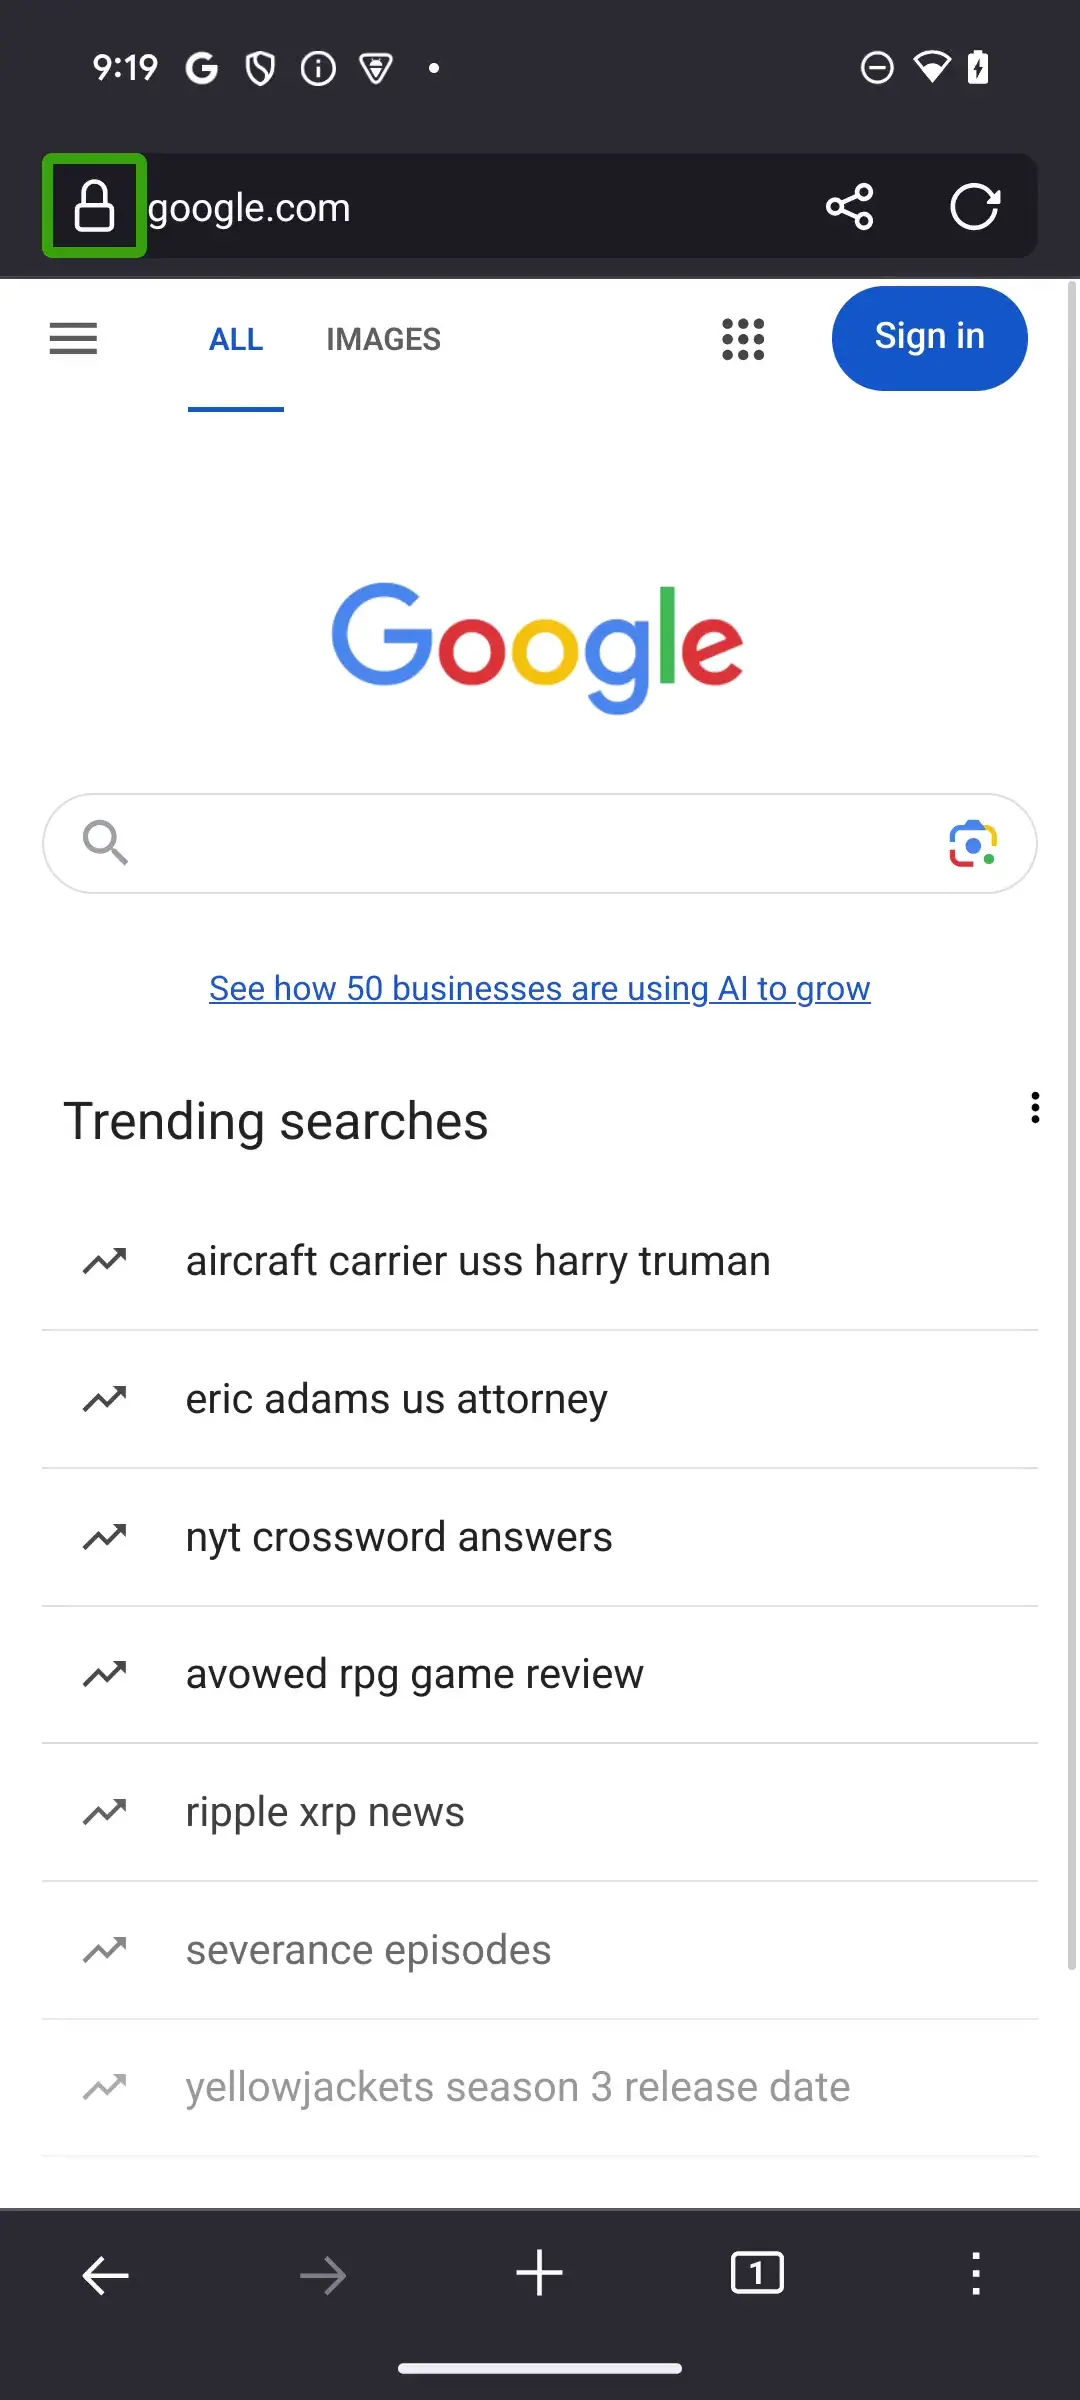 9:19
google.com
ALL IMAGES Sign in
Google
See how 50 businesses are using AI to grow
Trending searches
aircraft carrier uss harry truman
eric adams us attorney
nyt crossword answers
avowed rpg game review
ripple xrp news
severance episodes
yellowjackets season 3 release date
1